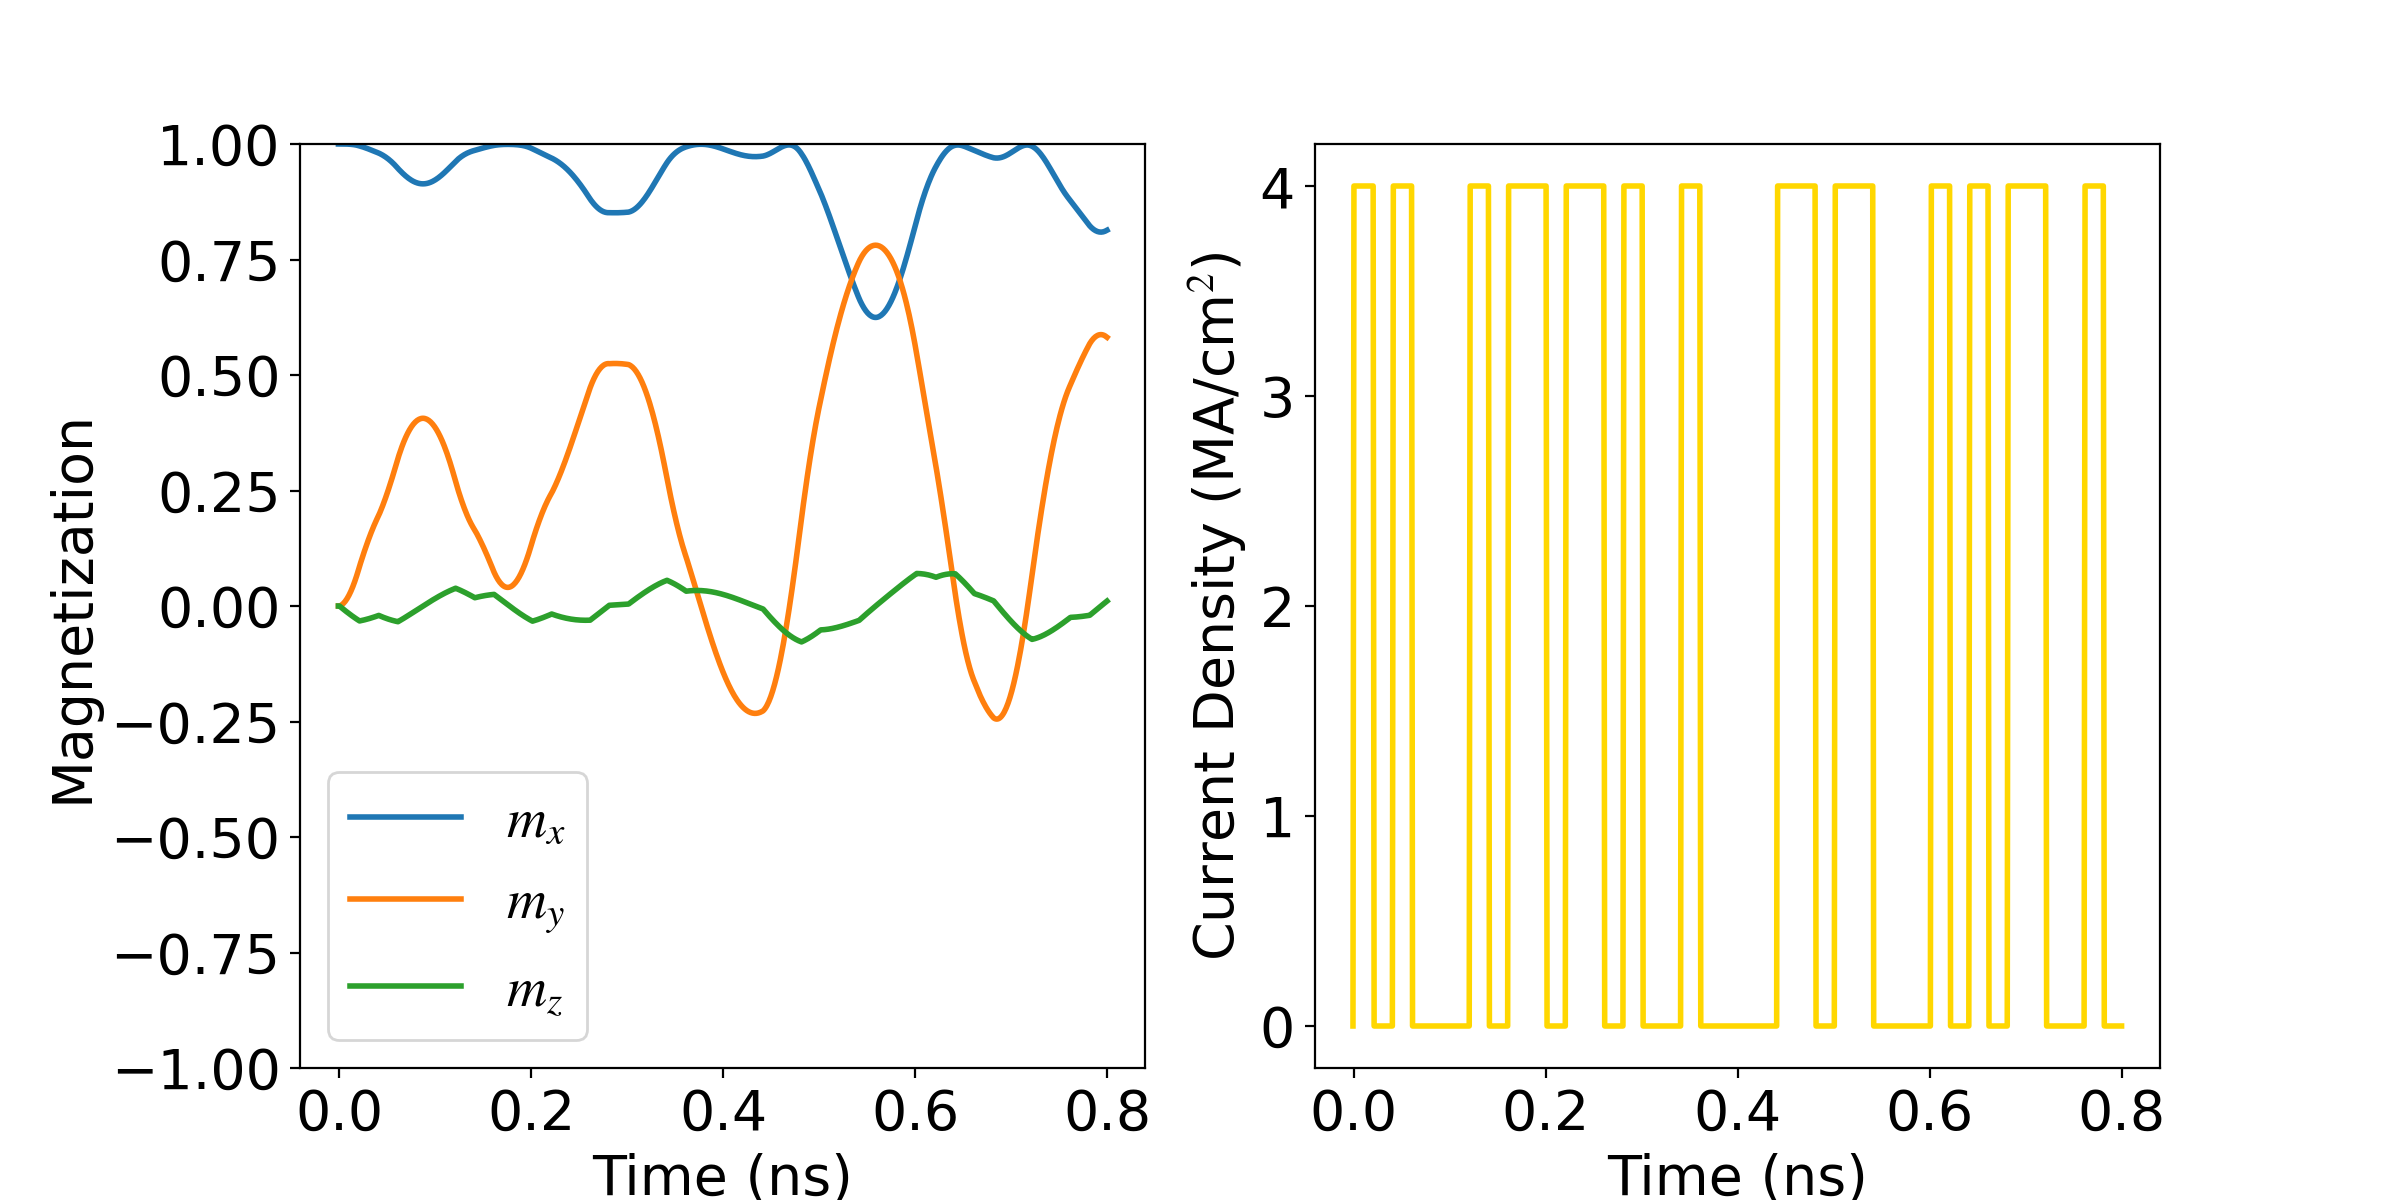 Magnetization
1.00
0.75
0.50
0.25
0.00
−0.25
−0.50
−0.75
−1.00
m_x
m_y
m_z
0.0 0.2 0.4 0.6 0.8
Time (ns)
Current Density (MA/cm²)
4
3
2
1
0
0.0 0.2 0.4 0.6 0.8
Time (ns)